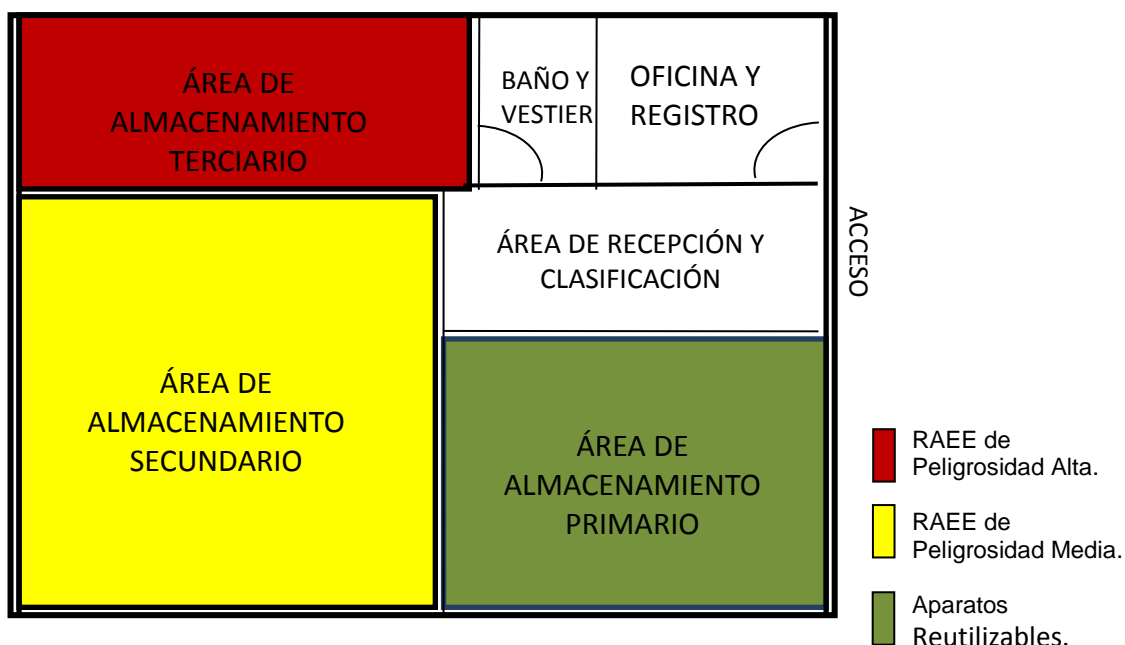 ÁREA DE
ALMACENAMIENTO
TERCIARIO
BAÑO Y
VESTIER
OFICINA Y
REGISTRO
ÁREA DE RECEPCIÓN Y
CLASIFICACIÓN
ACCESO
ÁREA DE
ALMACENAMIENTO
SECUNDARIO
ÁREA DE
ALMACENAMIENTO
PRIMARIO
RAEE de
Peligrosidad Alta.
RAEE de
Peligrosidad Media.
Aparatos
Reutilizables.